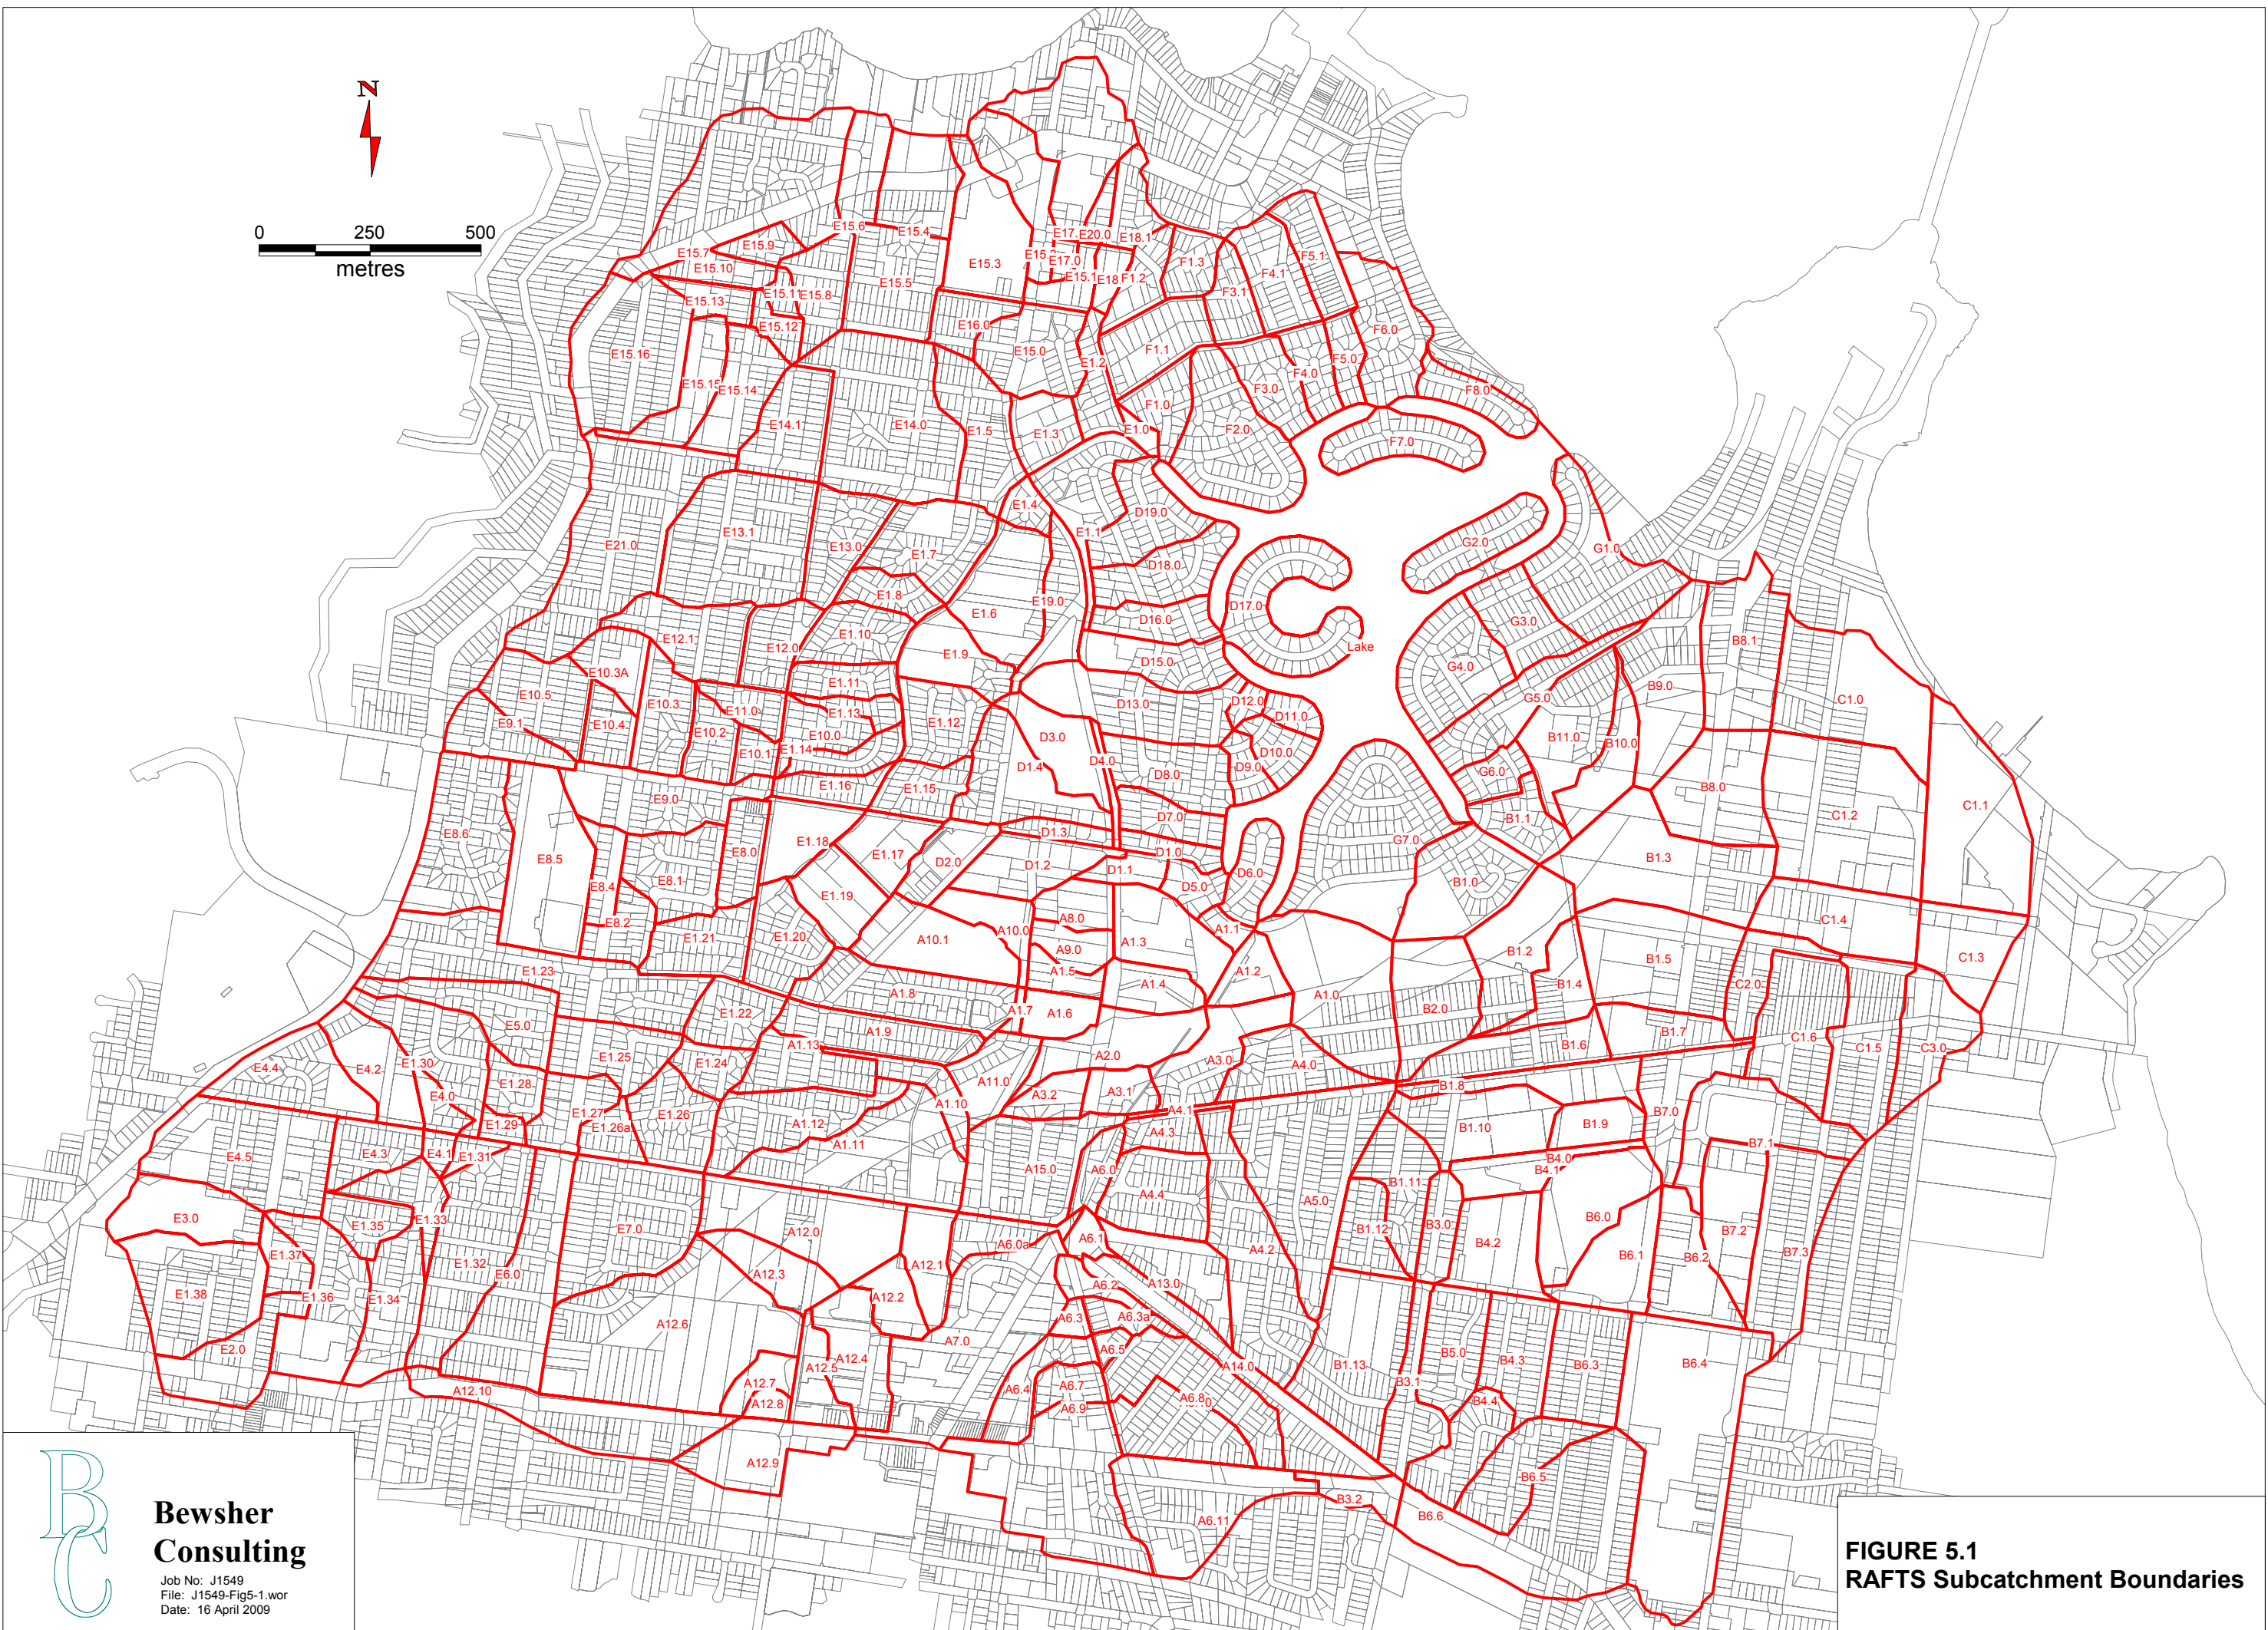 N
0 250 500
metres
E15.6
E15.4
E17.
E20.0
E18.1
E15.9
E15.7
E15.10
E15.3
E17.0
E15.1
E18
F1.2
F1.3
F5.1
F4.1
F3.1
E15.13
E15.11
E15.8
E15.5
E15.12
E16.0
E15.0
E1.2
F1.1
F6.0
E15.16
E15.15
E15.14
F5.0
F4.0
F3.0
F8.0
E14.1
E14.0
E1.5
E1.3
E1.0
F1.0
F2.0
F7.0
E21.0
E13.1
E13.0
E1.7
E1.4
E1.1
D19.0
D18.0
G2.0
G1.0
E1.8
E1.6
E19.0
D17.0
D16.0
G3.0
E12.1
E12.0
E1.10
E1.9
Lake
D15.0
G4.0
B8.1
E10.3A
E10.5
E10.3
E1.11
D13.0
D12.0
D11.0
G5.0
B9.0
C1.0
E9.1
E10.4
E11.0
E10.2
E1.13
E10.0
E1.12
D3.0
D10.0
B11.0
B10.0
E10.1
E1.14
D1.4
D4.0
D9.0
D8.0
G6.0
B8.0
E1.16
E1.15
E9.0
D7.0
B1.1
C1.1
C1.2
E8.6
E8.5
E8.0
E1.18
E1.17
D2.0
D1.3
D1.0
G7.0
B1.3
E8.4
E8.1
E1.19
D1.2
D1.1
D5.0
D6.0
B1.0
E8.2
E1.21
E1.20
A10.1
A10.0
A8.0
A9.0
A1.3
A1.1
C1.4
E1.23
A1.5
A1.4
A1.2
B1.2
B1.5
C1.3
B1.4
C2.0
A1.8
A1.7
A1.6
A1.0
B2.0
E5.0
E1.22
A1.9
A1.13
B1.7
B1.6
C1.6
C1.5
C3.0
E4.4
E4.2
E1.30
E1.25
E1.24
A2.0
A3.0
A4.0
E1.28
E4.0
A11.0
A3.2
A3.1
B1.8
E1.29
E1.27
E1.26a
E1.26
A1.12
A1.10
A4.1
B1.10
B1.9
B7.0
A1.11
A4.3
B7.1
E4.5
E4.3
E4.1
E1.31
A15.0
A6.0
B4.0
B4.1
A4.4
A5.0
B1.11
E3.0
E1.35
E1.33
E7.0
A12.0
A6.0a
A6.1
B1.12
B3.0
B6.0
B4.2
B7.2
B7.3
E1.37
E1.32
E6.0
A12.3
A12.1
A4.2
B6.1
B6.2
E1.38
E1.36
E1.34
A12.2
A6.2
A13.0
A6.3
A6.3a
A12.6
A7.0
E2.0
A12.4
A12.5
A6.5
A14.0
B1.13
B5.0
B4.3
B6.3
B6.4
A12.10
A12.7
A12.8
A6.4
A6.7
A6.9
A6.8
B3.1
B4.4
A12.9
B6.5
B3.2
A6.11
B6.6
BC
Bewsher
Consulting
Job No: J1549
File: J1549-Fig5-1.wor
Date: 16 April 2009
FIGURE 5.1
RAFTS Subcatchment Boundaries